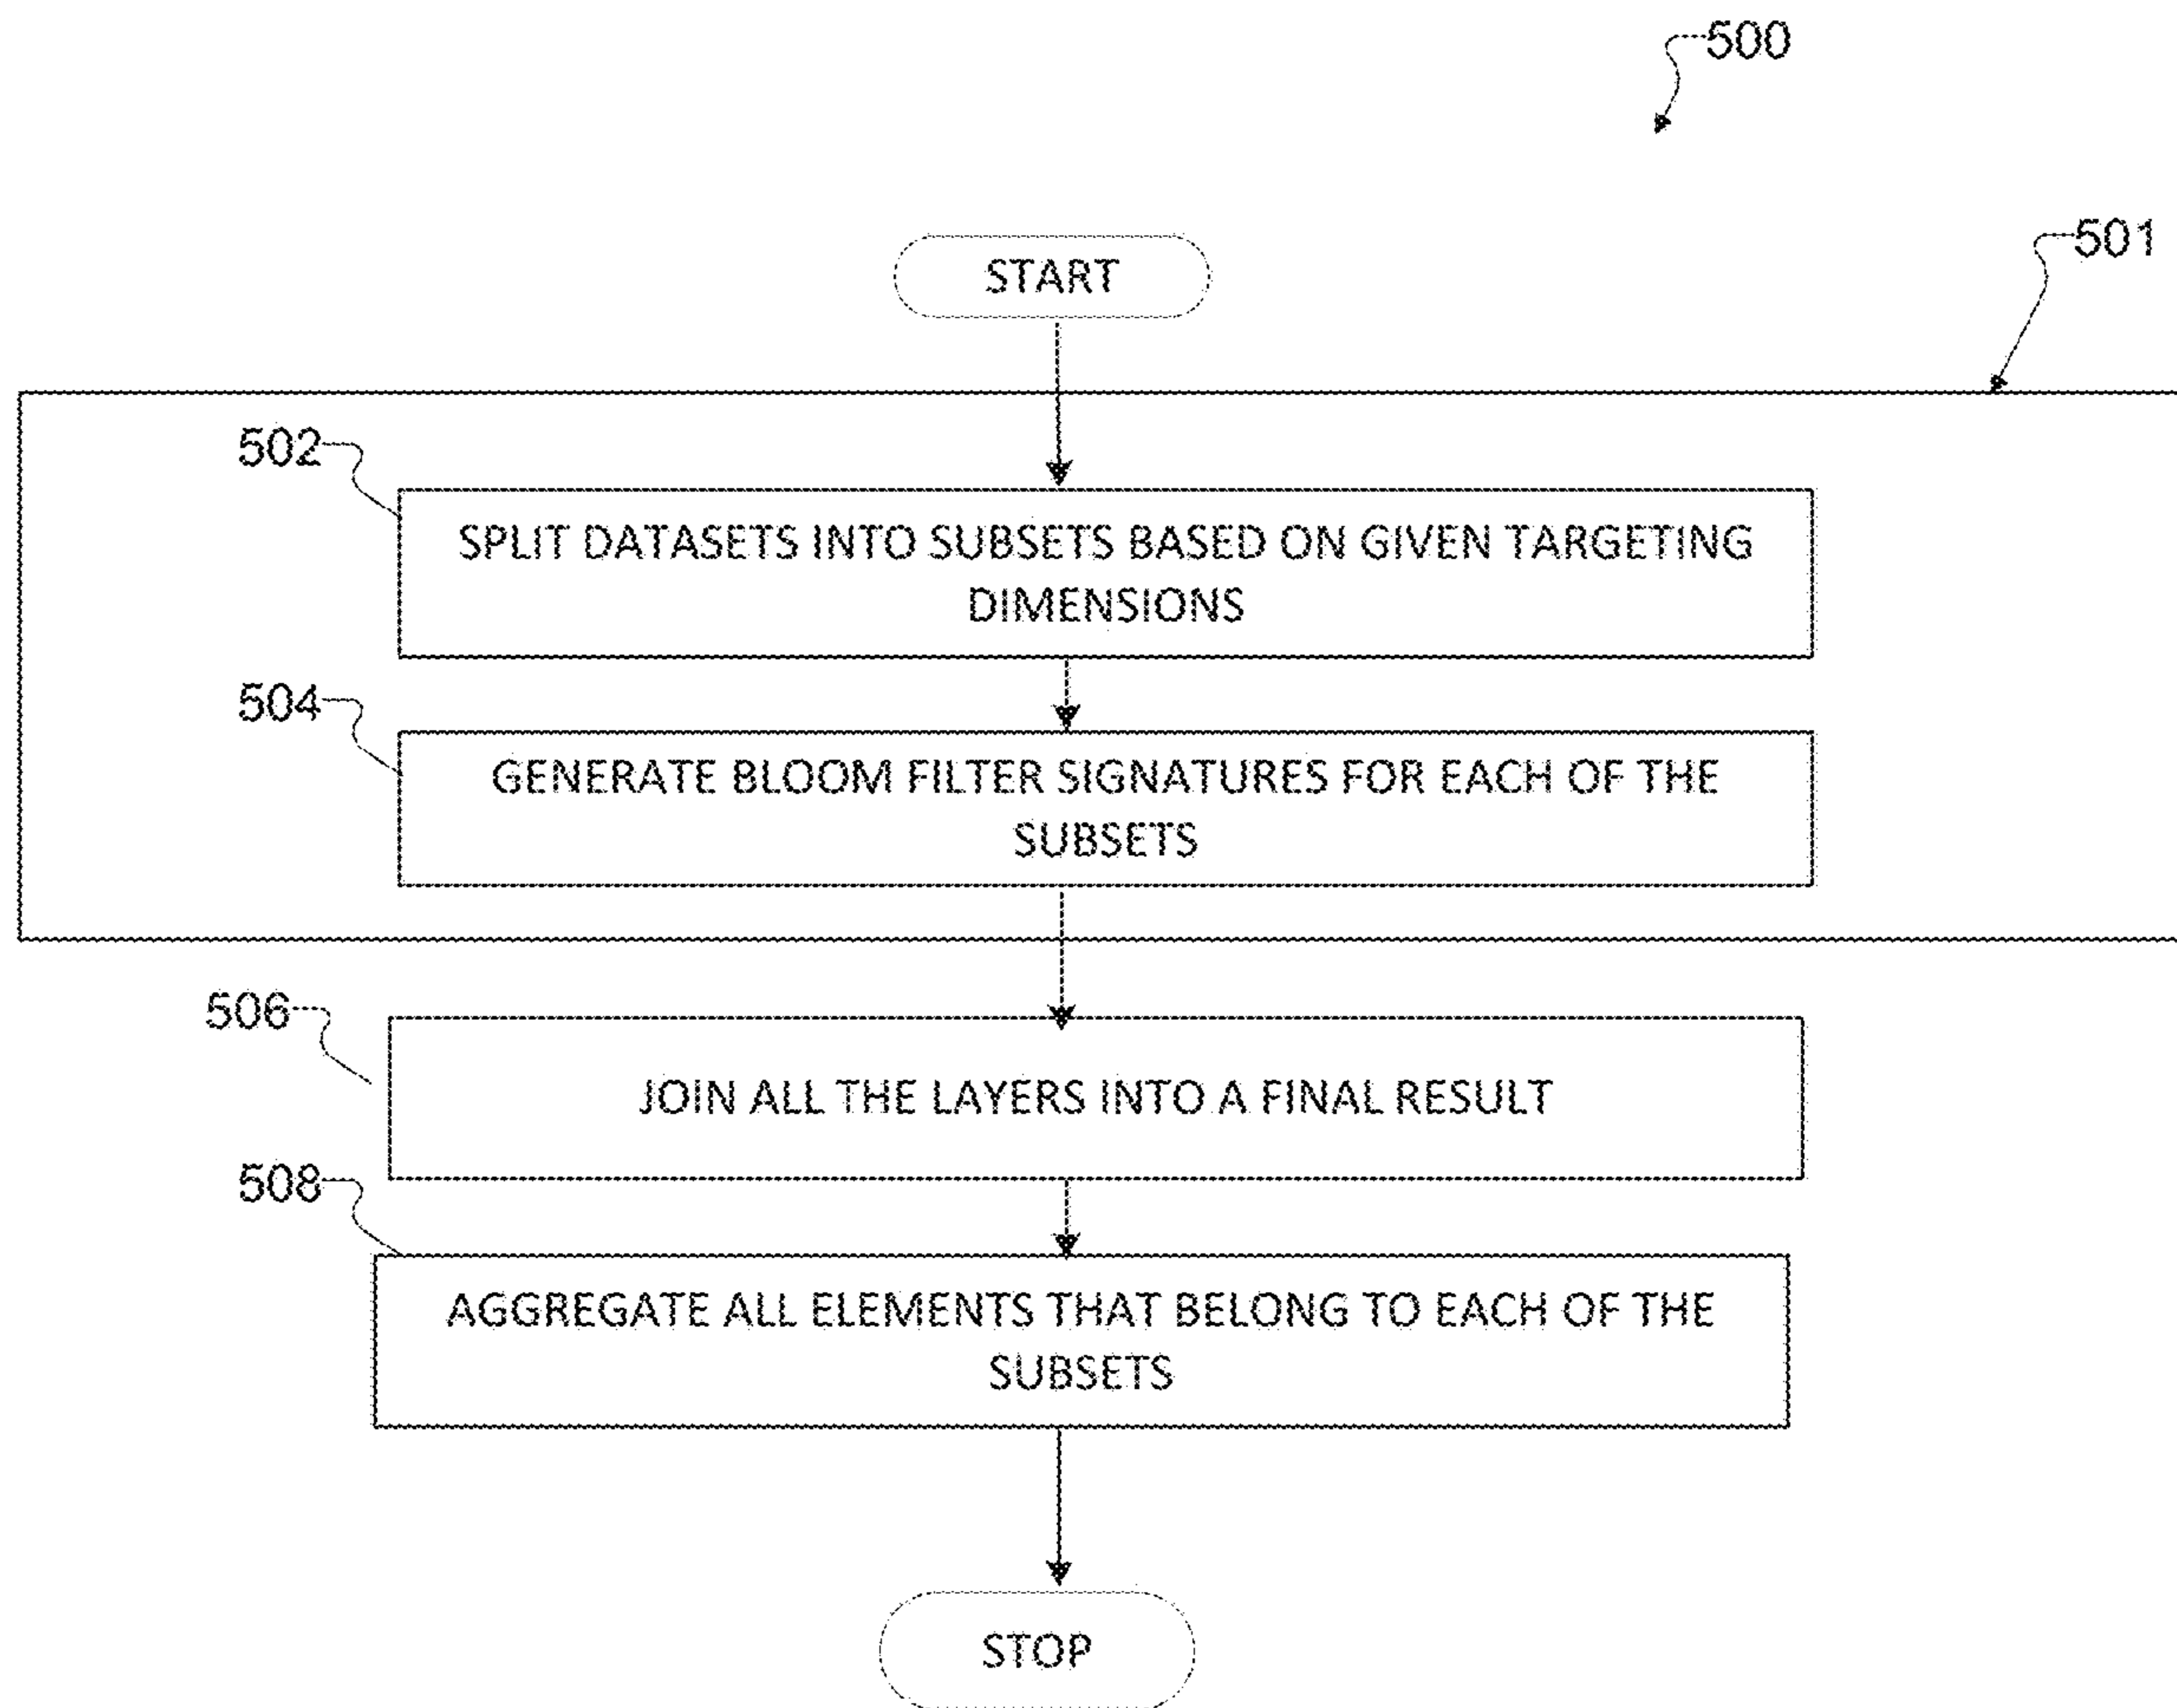 500
501
START
502
SPLIT DATASETS INTO SUBSETS BASED ON GIVEN TARGETING
DIMENSIONS
504
GENERATE BLOOM FILTER SIGNATURES FOR EACH OF THE
SUBSETS
506
JOIN ALL THE LAYERS INTO A FINAL RESULT
508
AGGREGATE ALL ELEMENTS THAT BELONG TO EACH OF THE
SUBSETS
STOP